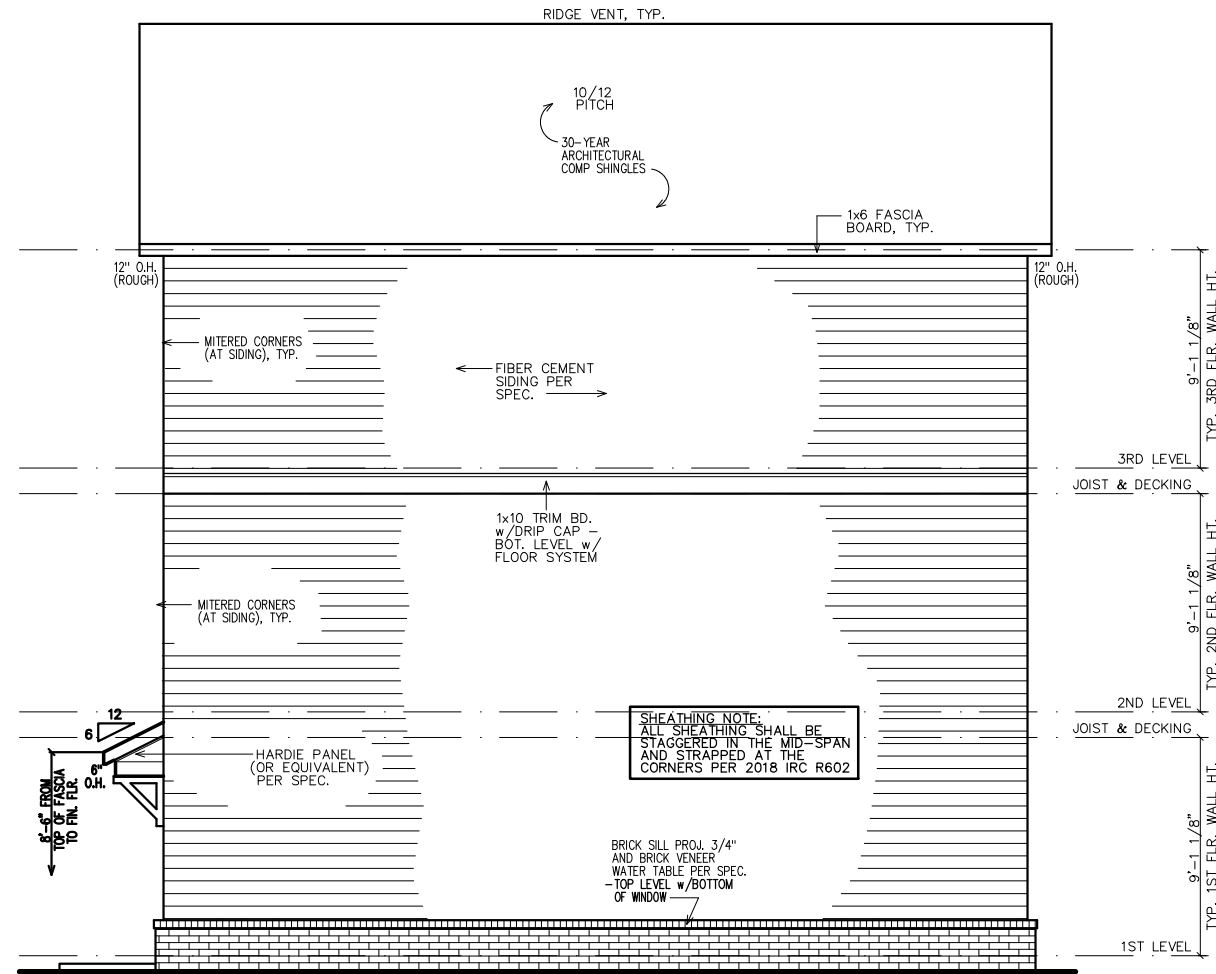 RIDGE VENT, TYP.
10/12
PITCH
30-YEAR
ARCHITECTURAL
COMP SHINGLES
1x6 FASCIA
BOARD, TYP.
12" O.H.
(ROUGH)
12" O.H.
(ROUGH)
MITERED CORNERS
(AT SIDING), TYP.
FIBER CEMENT
SIDING PER
SPEC.
9'-1 1/8"
TYP. 3RD FLR. WALL HT.
3RD LEVEL
JOIST & DECKING
1x10 TRIM BD.
w/DRIP CAP -
BOT. LEVEL w/
FLOOR SYSTEM
MITERED CORNERS
(AT SIDING), TYP.
9'-1 1/8"
TYP. 2ND FLR. WALL HT.
2ND LEVEL
JOIST & DECKING
SHEATHING NOTE:
ALL SHEATHING SHALL BE
STAGGERED IN THE MID-SPAN
AND STRAPPED AT THE
CORNERS PER 2018 IRC R602
12
6
6"
O.H.
8'-6" FROM
TOP OF FASCIA
TO FIN. FLR.
HARDIE PANEL
(OR EQUIVALENT)
PER SPEC.
BRICK SILL PROJ. 3/4"
AND BRICK VENEER
WATER TABLE PER SPEC.
-TOP LEVEL w/BOTTOM
OF WINDOW
9'-1 1/8"
TYP. 1ST FLR. WALL HT.
1ST LEVEL